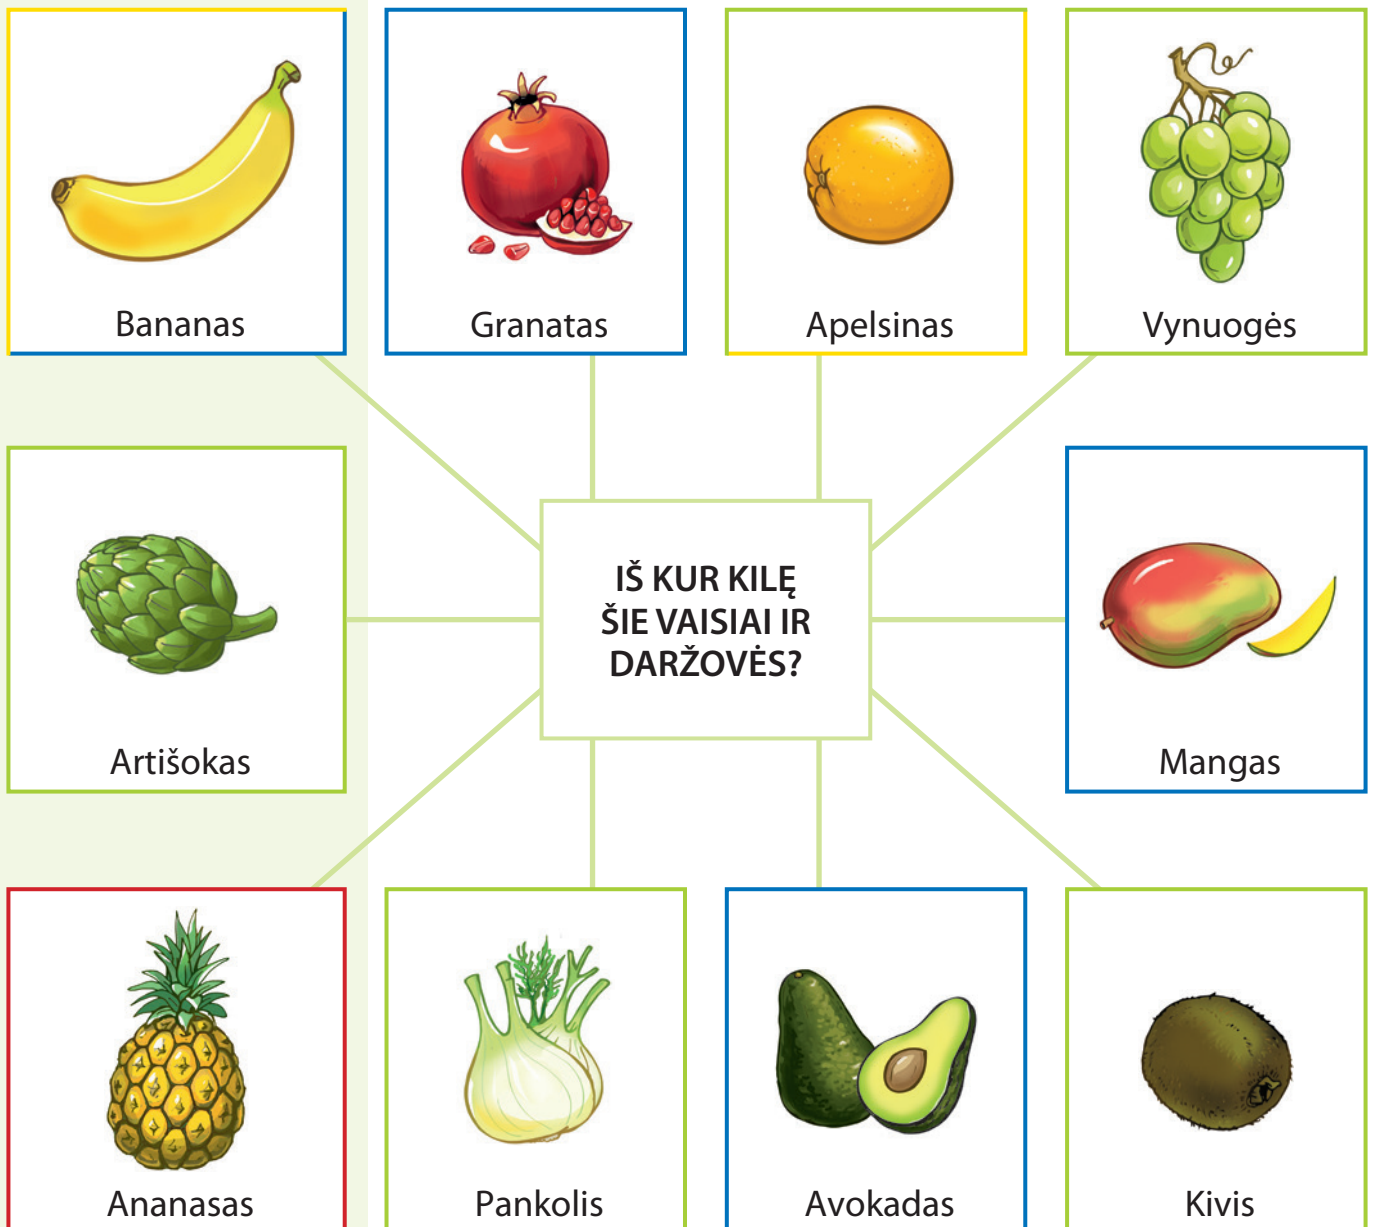 Bananas
Granatas
Apelsinas
Vynuogės
Artišokas
IŠ KUR KILĘ
ŠIE VAISIAI IR
DARŽOVĖS?
Mangas
Ananasas
Pankolis
Avokadas
Kivis